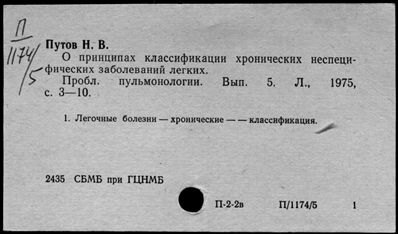 П
1174/5
Путов Н. В.
О принципах классификации хронических неспеци-
фических заболеваний легких.
Пробл. пульмонологии. Вып. 5. Л., 1975,
с. 3—10.
1. Легочные болезни — хронические — — классификация.
2435 СБМБ при ГЦНМБ
П-2-2в П/1174/5 1